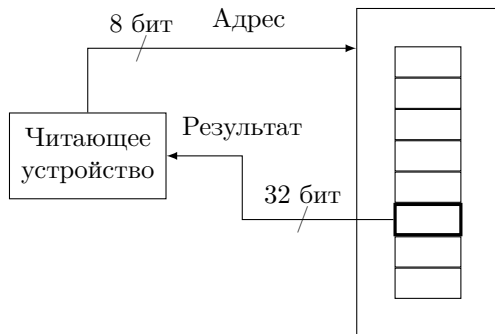 8 бит
Адрес
Читающее
устройство
Результат
32 бит